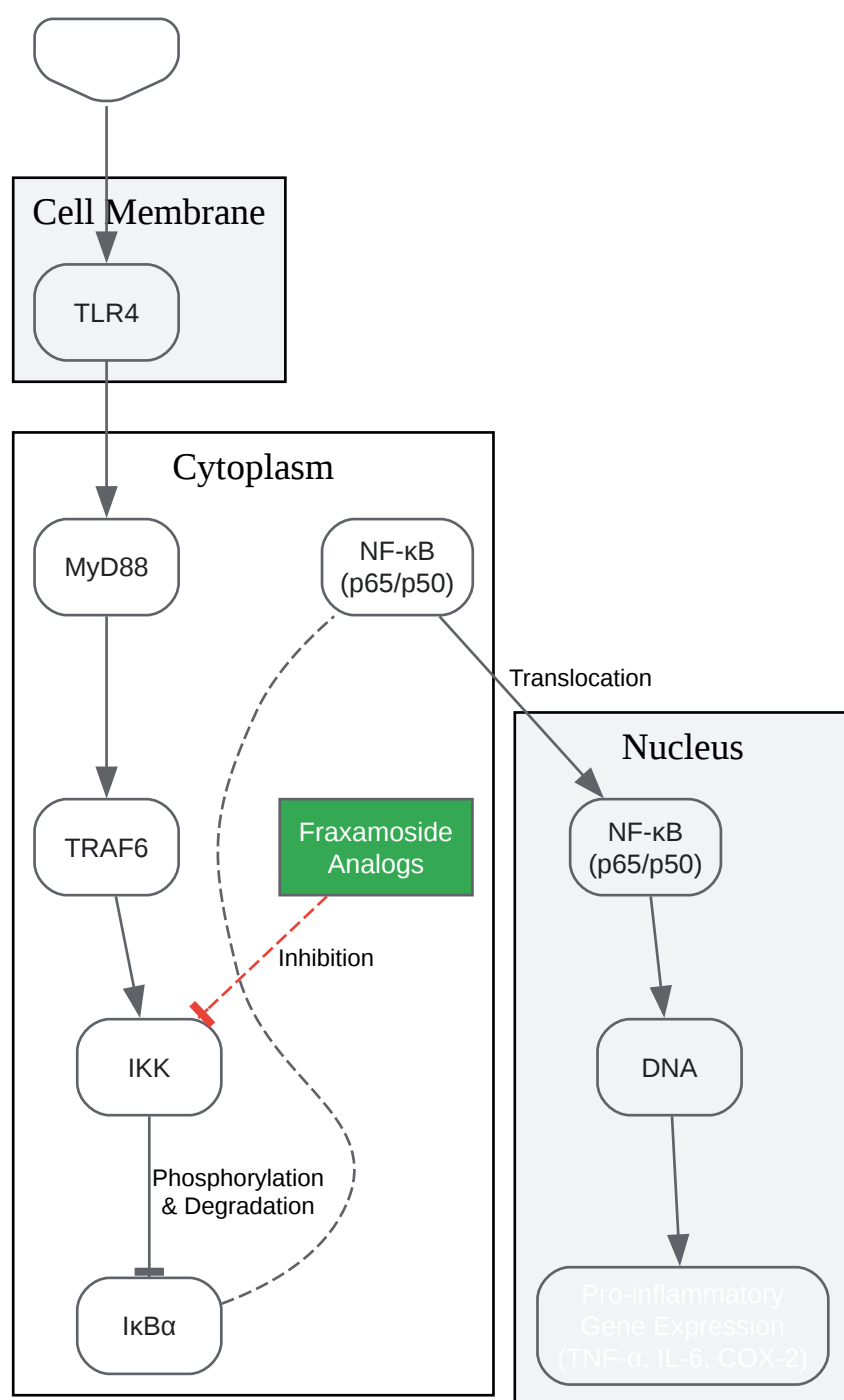 Cell Membrane
TLR4
Cytoplasm
MyD88
NF-κB
(p65/p50)
Translocation
Nucleus
TRAF6
Fraxamoside
Analogs
NF-κB
(p65/p50)
Inhibition
IKK
DNA
Phosphorylation
& Degradation
IκBα
Pro-inflammatory
Gene Expression
(TNF-α, IL-6, COX-2)